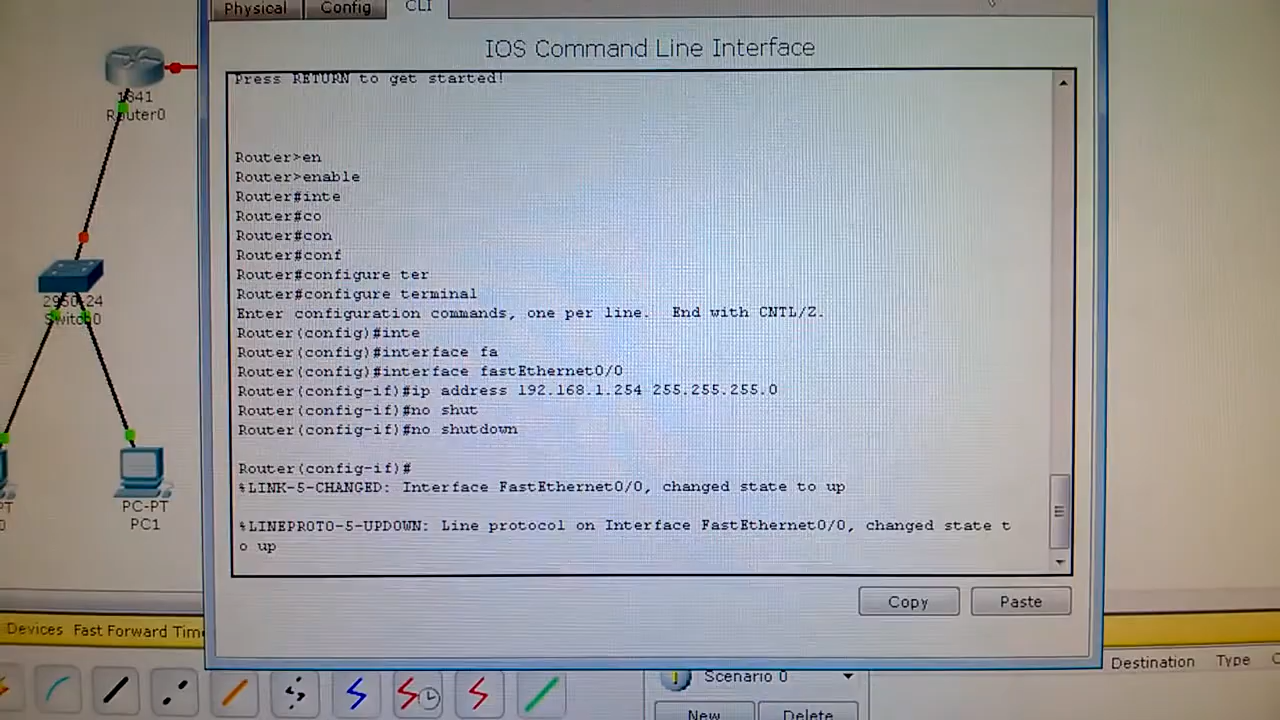 Physical Config CLI
IOS Command Line Interface
Press RETURN to get started!
Router>en
Router>enable
Router#inte
Router#co
Router#con
Router#conf
Router#configure ter
Router#configure terminal
Enter configuration commands, one per line.  End with CNTL/Z.
Router(config)#inte
Router(config)#interface fa
Router(config)#interface fastEthernet0/0
Router(config-if)#ip address 192.168.1.254 255.255.255.0
Router(config-if)#no shut
Router(config-if)#no shutdown
Router(config-if)#
%LINK-5-CHANGED: Interface FastEthernet0/0, changed state to up
%LINEPROTO-5-UPDOWN: Line protocol on Interface FastEthernet0/0, changed state t
o up
Copy Paste
1841
Router0
2950-24
Switch0
PC-PT
PC1
PT
0
Devices Fast Forward Time
Scenario 0
New Delete
Destination Type